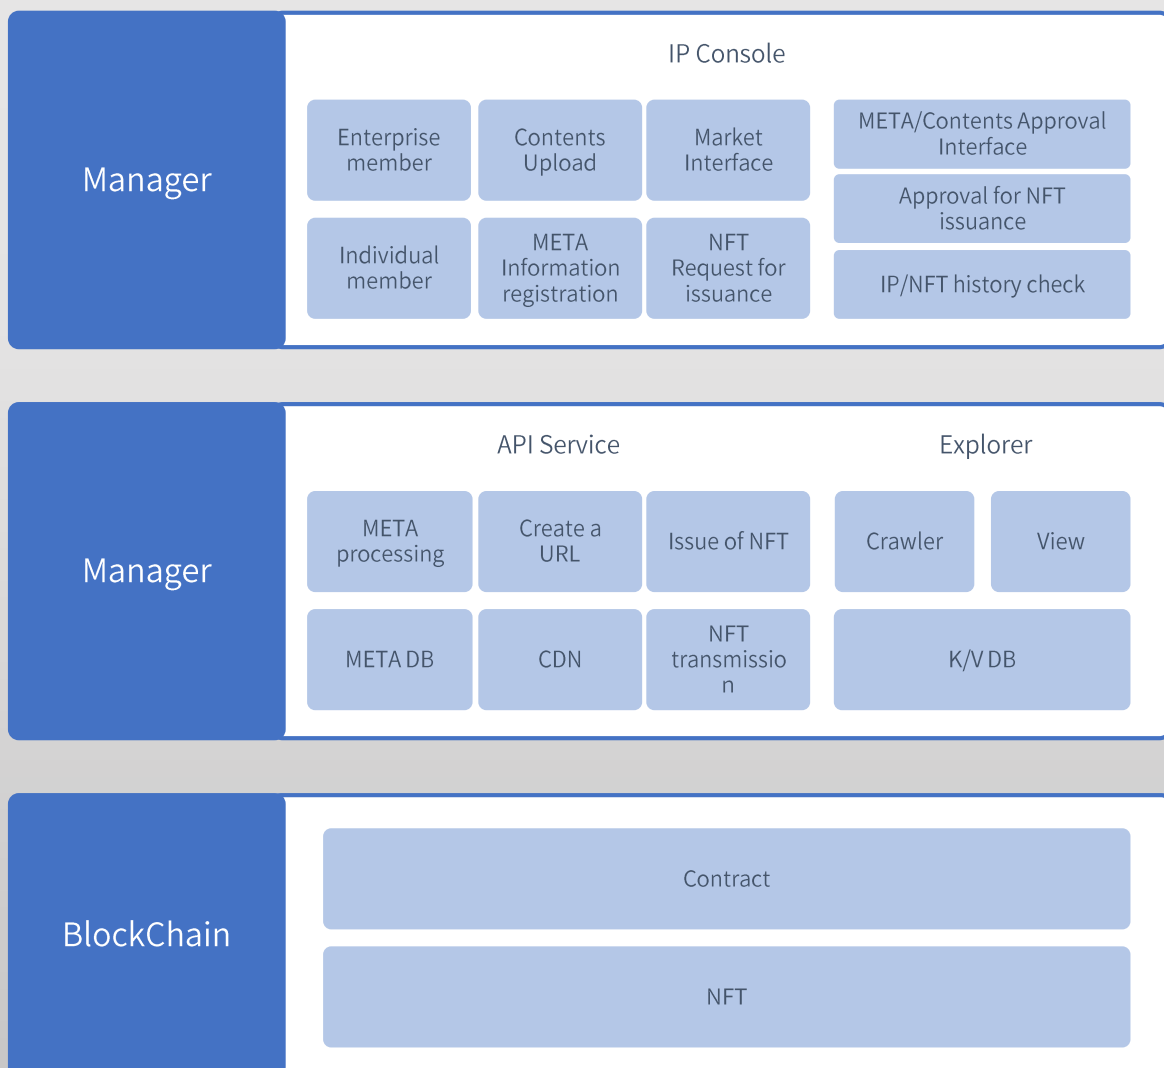 Manager
IP Console
Enterprise
member
Contents
Upload
Market
Interface
META/Contents Approval
Interface
Approval for NFT
issuance
IP/NFT history check
Individual
member
META
Information
registration
NFT
Request for
issuance
Manager
API Service
Explorer
META
processing
Create a
URL
Issue of NFT
Crawler
View
META DB
CDN
NFT
transmissio
n
K/V DB
BlockChain
Contract
NFT